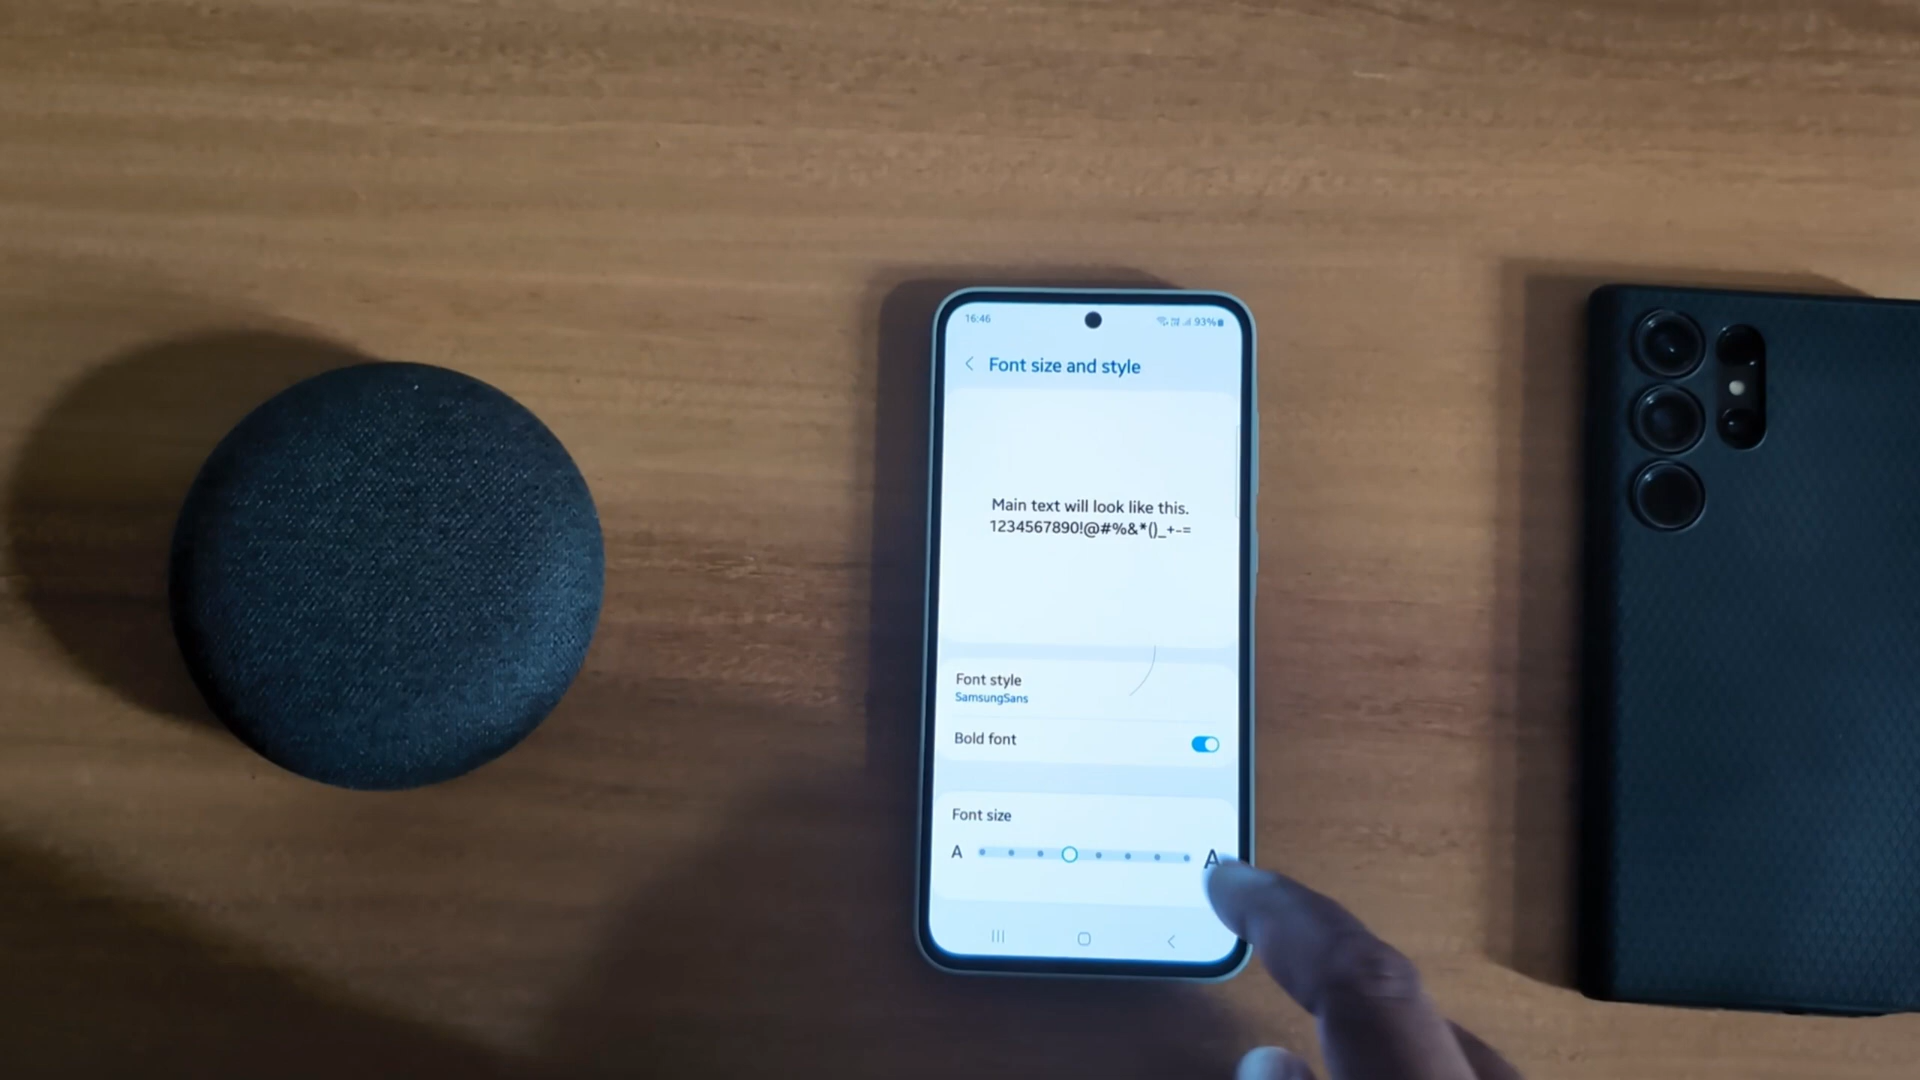 16:46
93%
Font size and style
Main text will look like this.
1234567890!@#%&*()_+-=
Font style
SamsungSans
Bold font
Font size
A A